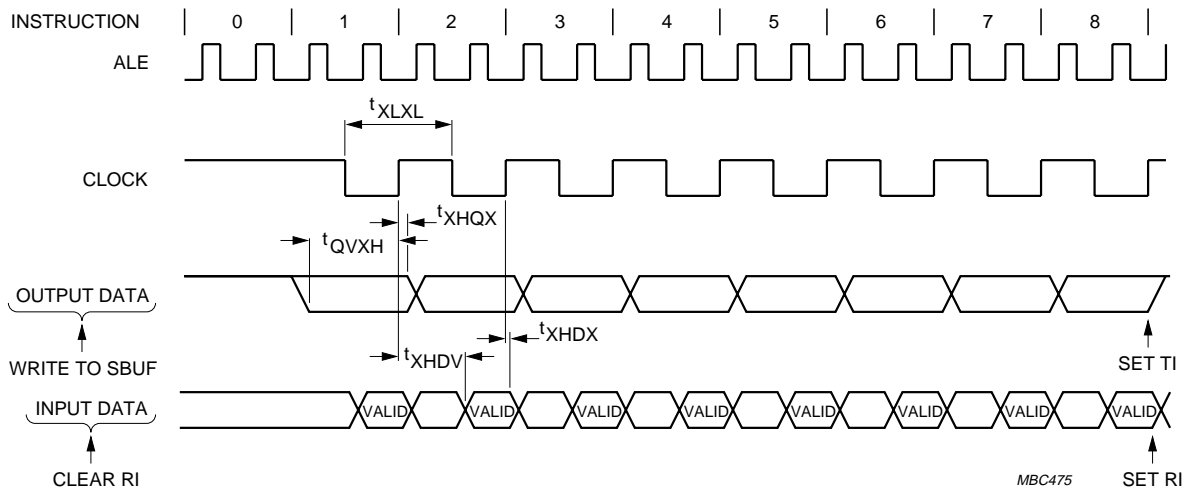 INSTRUCTION | 0 | 1 | 2 | 3 | 4 | 5 | 6 | 7 | 8 |
ALE
tXLXL
CLOCK
tXHQX
tQVXH
OUTPUT DATA
tXHDX
tXHDV
WRITE TO SBUF
SET TI
INPUT DATA VALID VALID VALID VALID VALID VALID VALID VALID
CLEAR RI
MBC475
SET RI